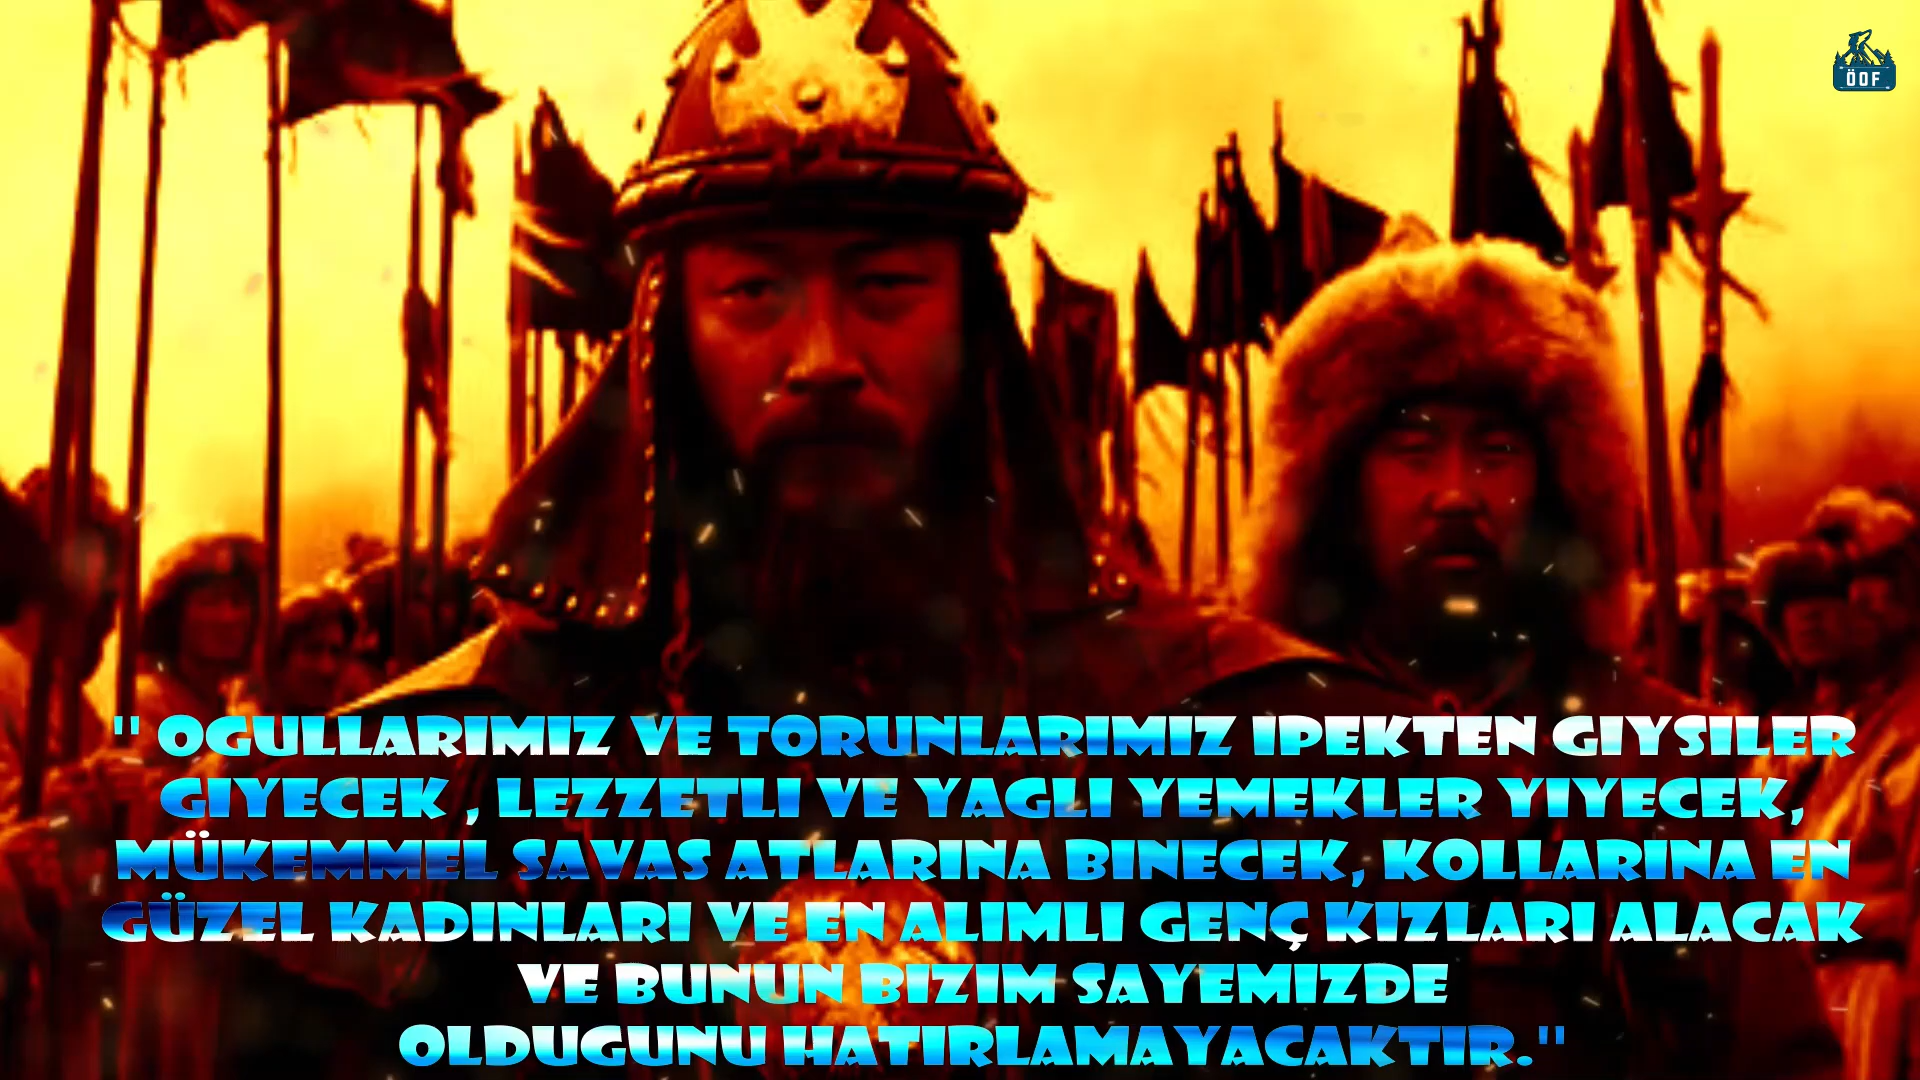 ÖOF
" OGULLARIMIZ VE TORUNLARIMIZ IPEKTEN GIYSILER
GIYECEK , LEZZETLI VE YAGLI YEMEKLER YIYECEK,
MÜKEMMEL SAVAS ATLARINA BINECEK, KOLLARINA EN
GÜZEL KADINLARI VE EN ALIMLI GENÇ KIZLARI ALACAK
VE BUNUN BIZIM SAYEMIZDE
OLDUGUNU HATIRLAMAYACAKTIR."